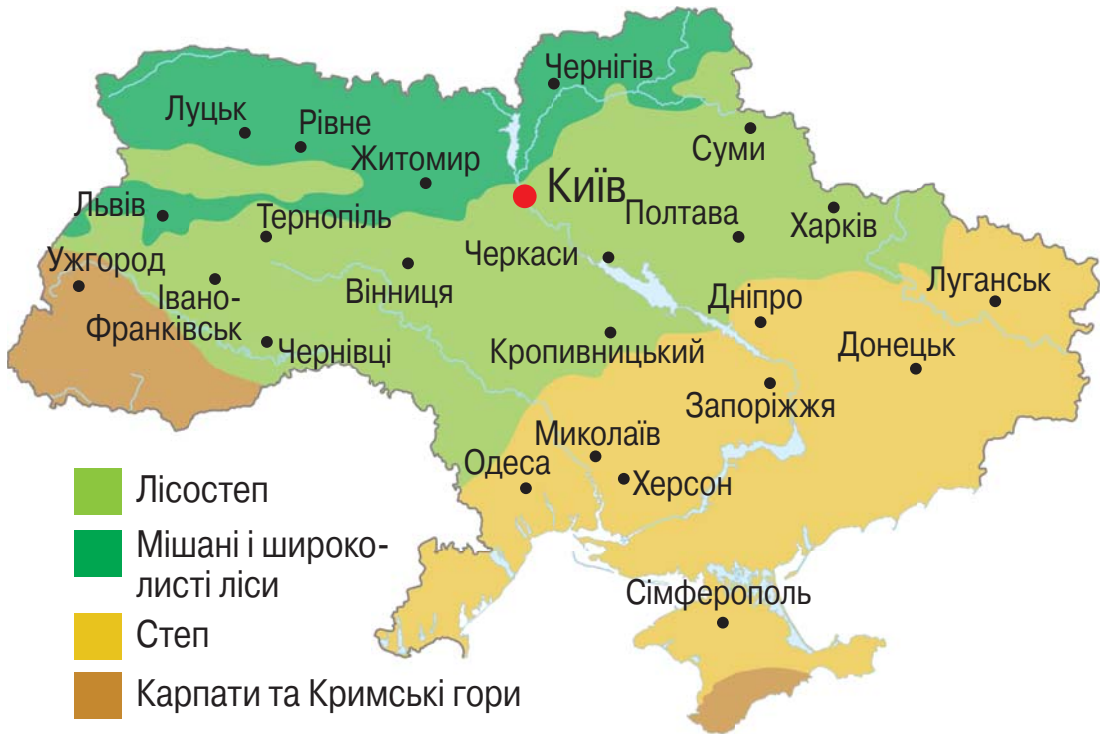 Чернігів
Луцьк
Рівне
Суми
Житомир
Київ
Львів
Тернопіль
Полтава
Харків
Ужгород
Черкаси
Івано-
Франківськ
Вінниця
Дніпро
Луганськ
Чернівці
Кропивницький
Донецьк
Запоріжжя
Миколаїв
Одеса
Херсон
Сімферополь
Лісостеп
Мішані і широко-
листі ліси
Степ
Карпати та Кримські гори